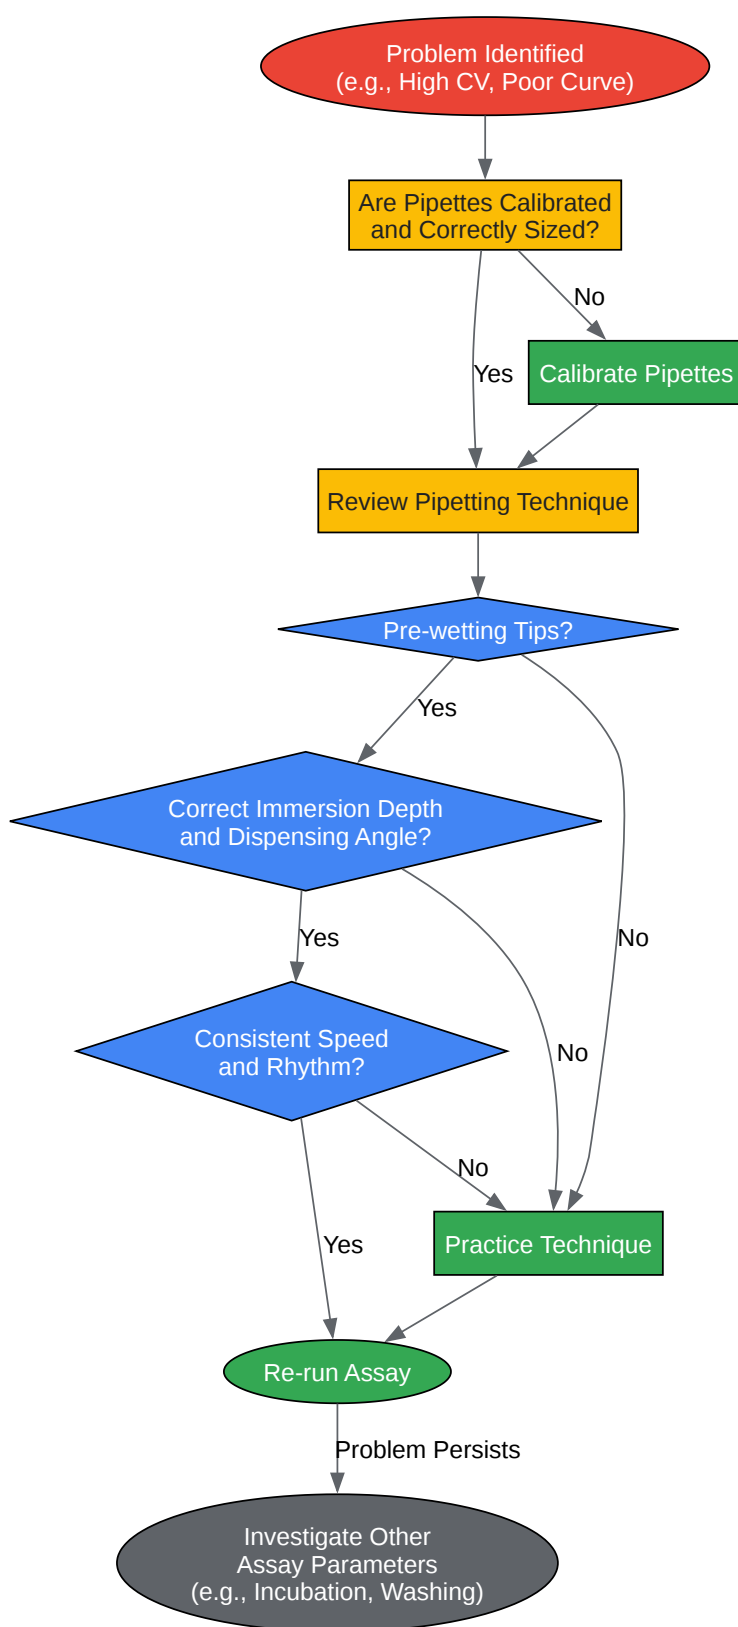 Problem Identified
(e.g., High CV, Poor Curve)
Are Pipettes Calibrated
and Correctly Sized?
No
Yes
Calibrate Pipettes
Review Pipetting Technique
Pre-wetting Tips?
Yes
Correct Immersion Depth
and Dispensing Angle?
Yes
No
Consistent Speed
and Rhythm?
No
No
Yes
Practice Technique
Re-run Assay
Problem Persists
Investigate Other
Assay Parameters
(e.g., Incubation, Washing)